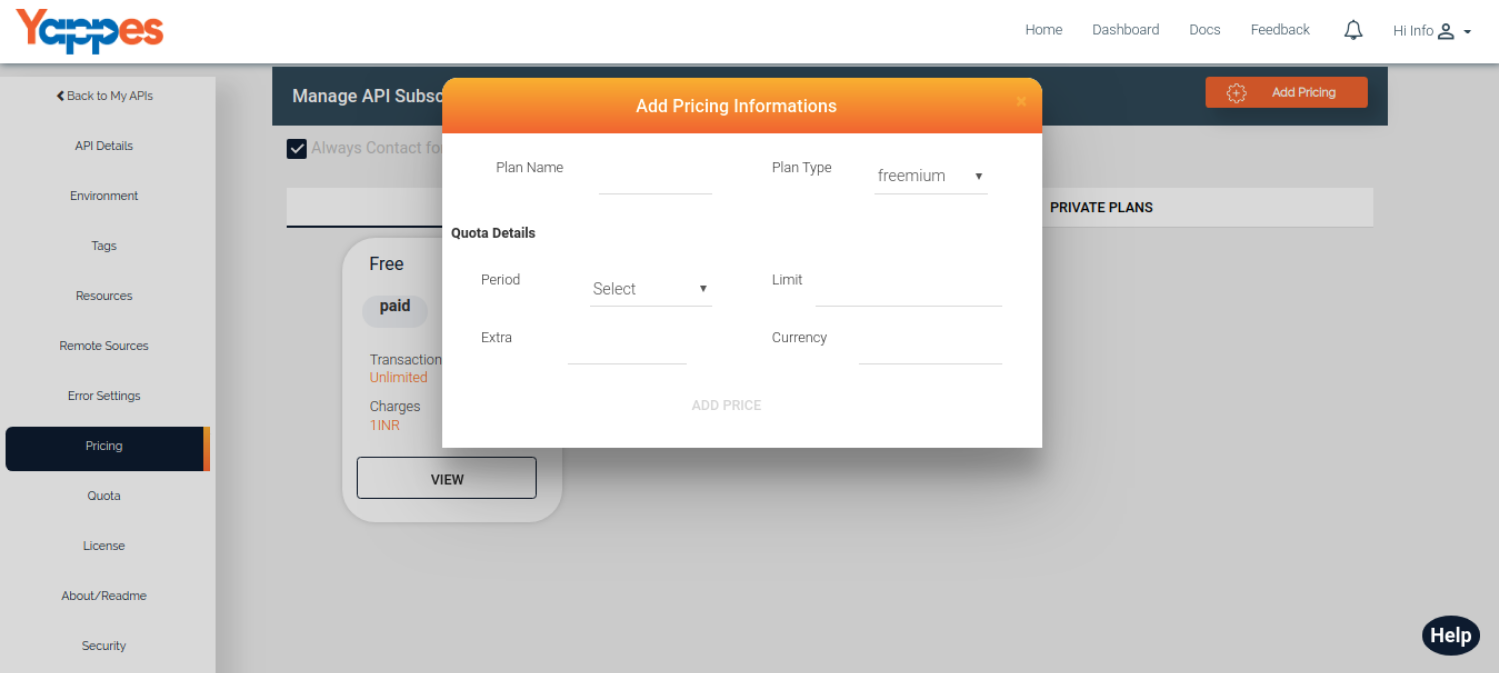 Yappes
Home Dashboard Docs Feedback Hi Info
Back to My APIs
API Details
Environment
Tags
Resources
Remote Sources
Error Settings
Pricing
Quota
License
About/Readme
Security
Manage API Subsc
Add Pricing
Always Contact fo
PRIVATE PLANS
Free
paid
Transaction
Unlimited
Charges
1INR
VIEW
Add Pricing Informations ×
Plan Name Plan Type freemium
Quota Details
Period Select Limit
Extra Currency
ADD PRICE
Help